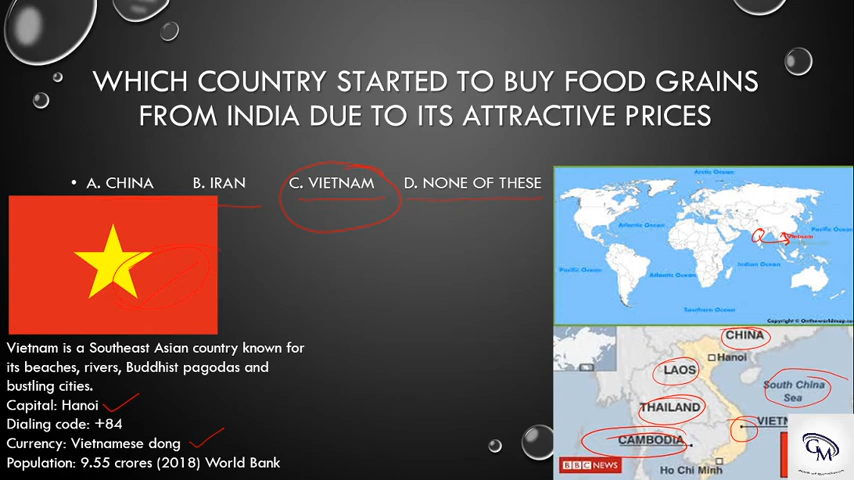 WHICH COUNTRY STARTED TO BUY FOOD GRAINS
FROM INDIA DUE TO ITS ATTRACTIVE PRICES
• A. CHINA B. IRAN C. VIETNAM D. NONE OF THESE
Vietnam is a Southeast Asian country known for
its beaches, rivers, Buddhist pagodas and
bustling cities.
Capital: Hanoi
Dialing code: +84
Currency: Vietnamese dong
Population: 9.55 crores (2018) World Bank
Arctic Ocean
Atlantic Ocean
Pacific Ocean
Vietnam
Indian Ocean
Pacific Ocean
Atlantic Ocean
Southern Ocean
Copyright © Ontheworldmap.com
CHINA
Hanoi
LAOS
South China
Sea
THAILAND
VIETN
CAMBODIA
BBC NEWS
Ho Chi Minh
GM